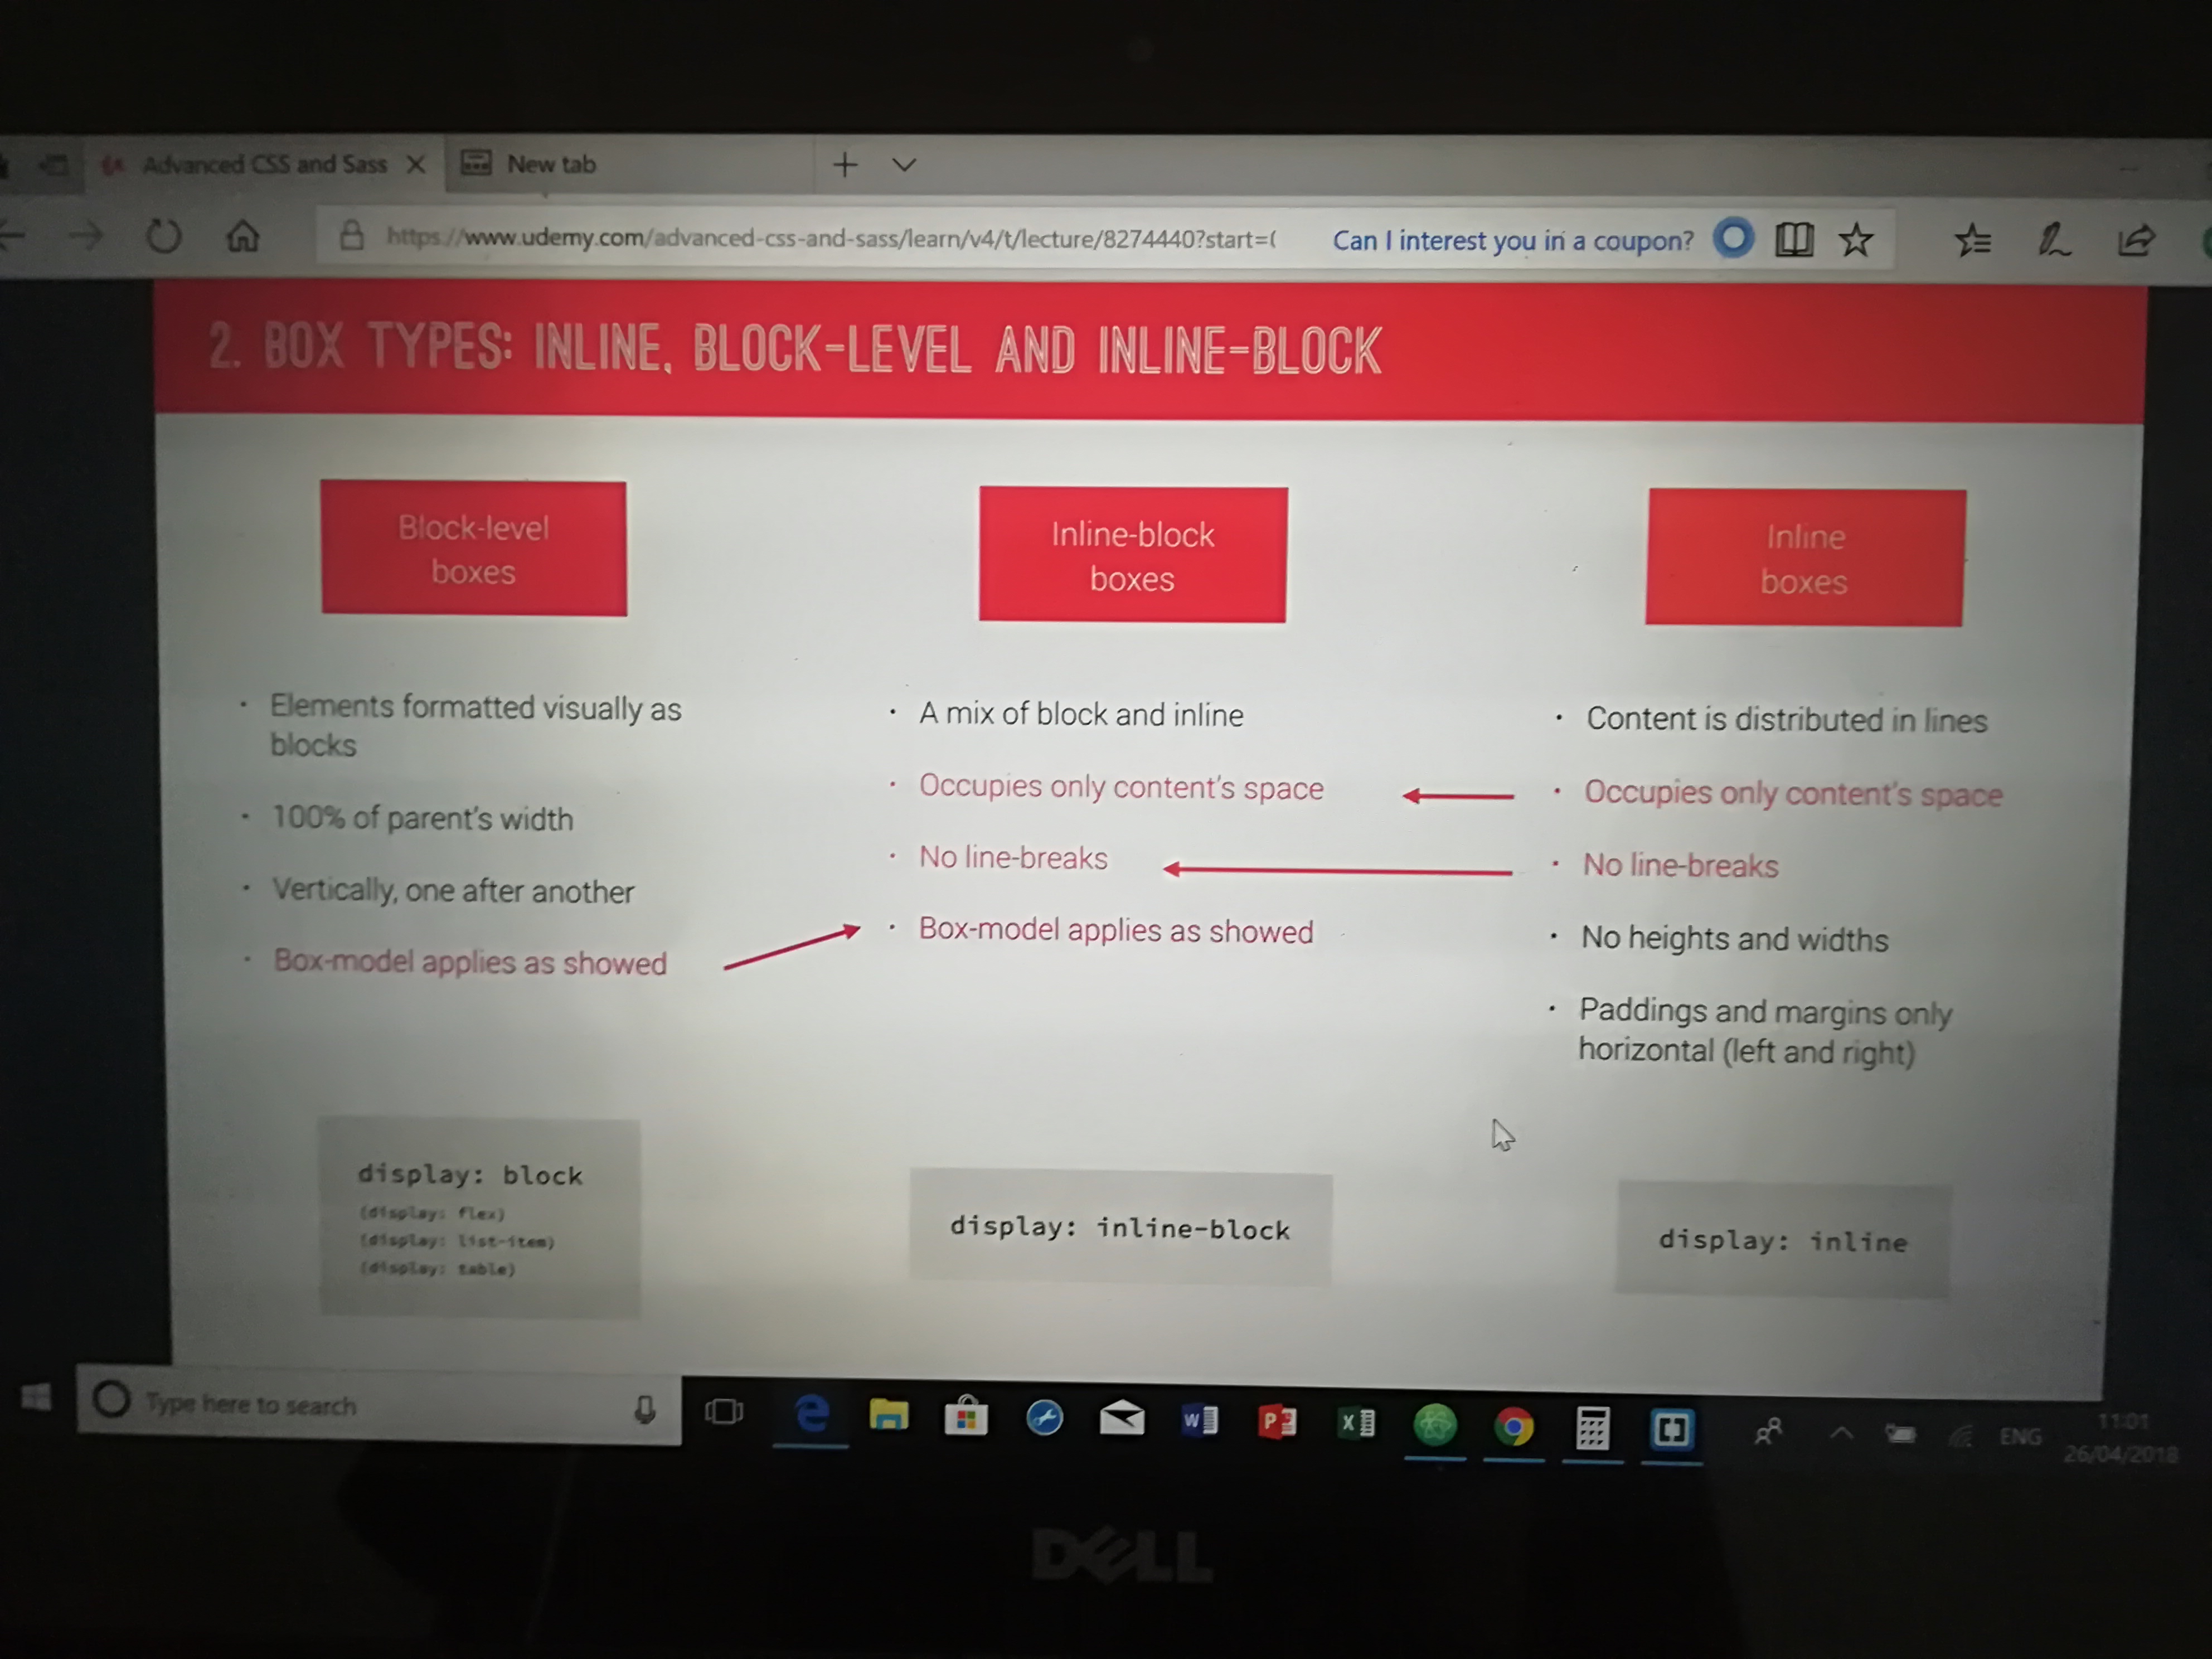 Advanced CSS and Sass
New tab
https://www.udemy.com/advanced-css-and-sass/learn/v4/t/lecture/8274440?start=(
Can I interest you in a coupon?
2. BOX TYPES: INLINE, BLOCK-LEVEL AND INLINE-BLOCK
Block-level
boxes
· Elements formatted visually as
blocks
· 100% of parent's width
· Vertically, one after another
· Box-model applies as showed
display: block
(display: flex)
(display: list-item)
(display: table)
Inline-block
boxes
· A mix of block and inline
· Occupies only content's space
· No line-breaks
· Box-model applies as showed
display: inline-block
Inline
boxes
· Content is distributed in lines
· Occupies only content's space
· No line-breaks
· No heights and widths
· Paddings and margins only
horizontal (left and right)
display: inline
Type here to search
ENG
11:01
26/04/2018
DELL